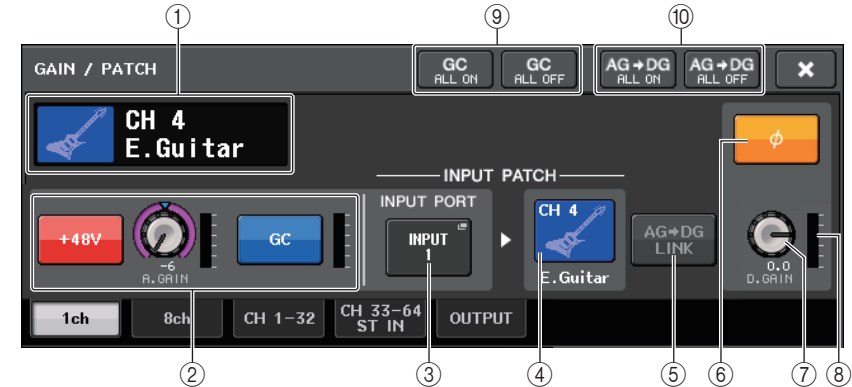 ① ⑨ ⑩
GAIN / PATCH
GC
ALL ON
GC
ALL OFF
AG➔DG
ALL ON
AG➔DG
ALL OFF
×
CH 4
E.Guitar
φ
INPUT PATCH
INPUT PORT
+48V
-6
A.GAIN
GC
INPUT
1
CH 4
E.Guitar
AG➔DG
LINK
0.0
D.GAIN
1ch
8ch
CH 1-32
CH 33-64
ST IN
OUTPUT
② ③ ④ ⑤ ⑥ ⑦ ⑧